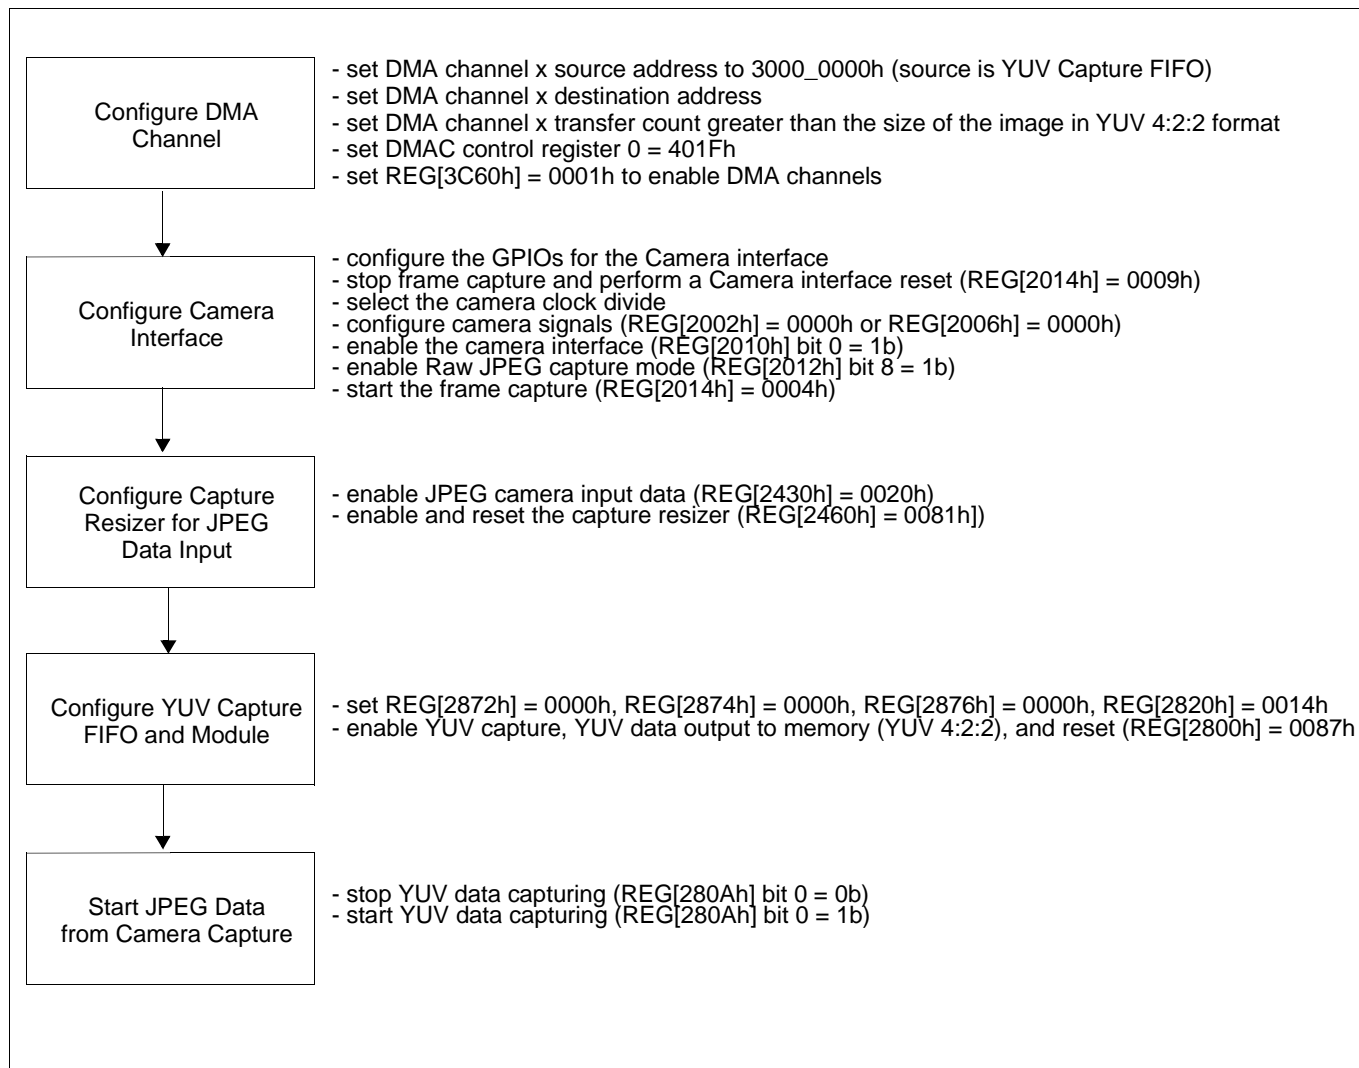 Configure DMA
Channel
- set DMA channel x source address to 3000_0000h (source is YUV Capture FIFO)
- set DMA channel x destination address
- set DMA channel x transfer count greater than the size of the image in YUV 4:2:2 format
- set DMAC control register 0 = 401Fh
- set REG[3C60h] = 0001h to enable DMA channels
Configure Camera
Interface
- configure the GPIOs for the Camera interface
- stop frame capture and perform a Camera interface reset (REG[2014h] = 0009h)
- select the camera clock divide
- configure camera signals (REG[2002h] = 0000h or REG[2006h] = 0000h)
- enable the camera interface (REG[2010h] bit 0 = 1b)
- enable Raw JPEG capture mode (REG[2012h] bit 8 = 1b)
- start the frame capture (REG[2014h] = 0004h)
Configure Capture
Resizer for JPEG
Data Input
- enable JPEG camera input data (REG[2430h] = 0020h)
- enable and reset the capture resizer (REG[2460h] = 0081h])
Configure YUV Capture
FIFO and Module
- set REG[2872h] = 0000h, REG[2874h] = 0000h, REG[2876h] = 0000h, REG[2820h] = 0014h
- enable YUV capture, YUV data output to memory (YUV 4:2:2), and reset (REG[2800h] = 0087h
Start JPEG Data
from Camera Capture
- stop YUV data capturing (REG[280Ah] bit 0 = 0b)
- start YUV data capturing (REG[280Ah] bit 0 = 1b)